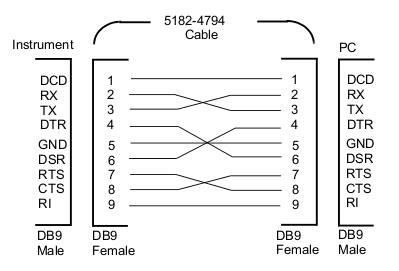 5182-4794
Cable
Instrument
PC
DCD 1 1 DCD
RX 2 2 RX
TX 3 3 TX
DTR 4 4 DTR
GND 5 5 GND
DSR 6 6 DSR
RTS 7 7 RTS
CTS 8 8 CTS
RI 9 9 RI
DB9 DB9 DB9 DB9
Male Female Female Male